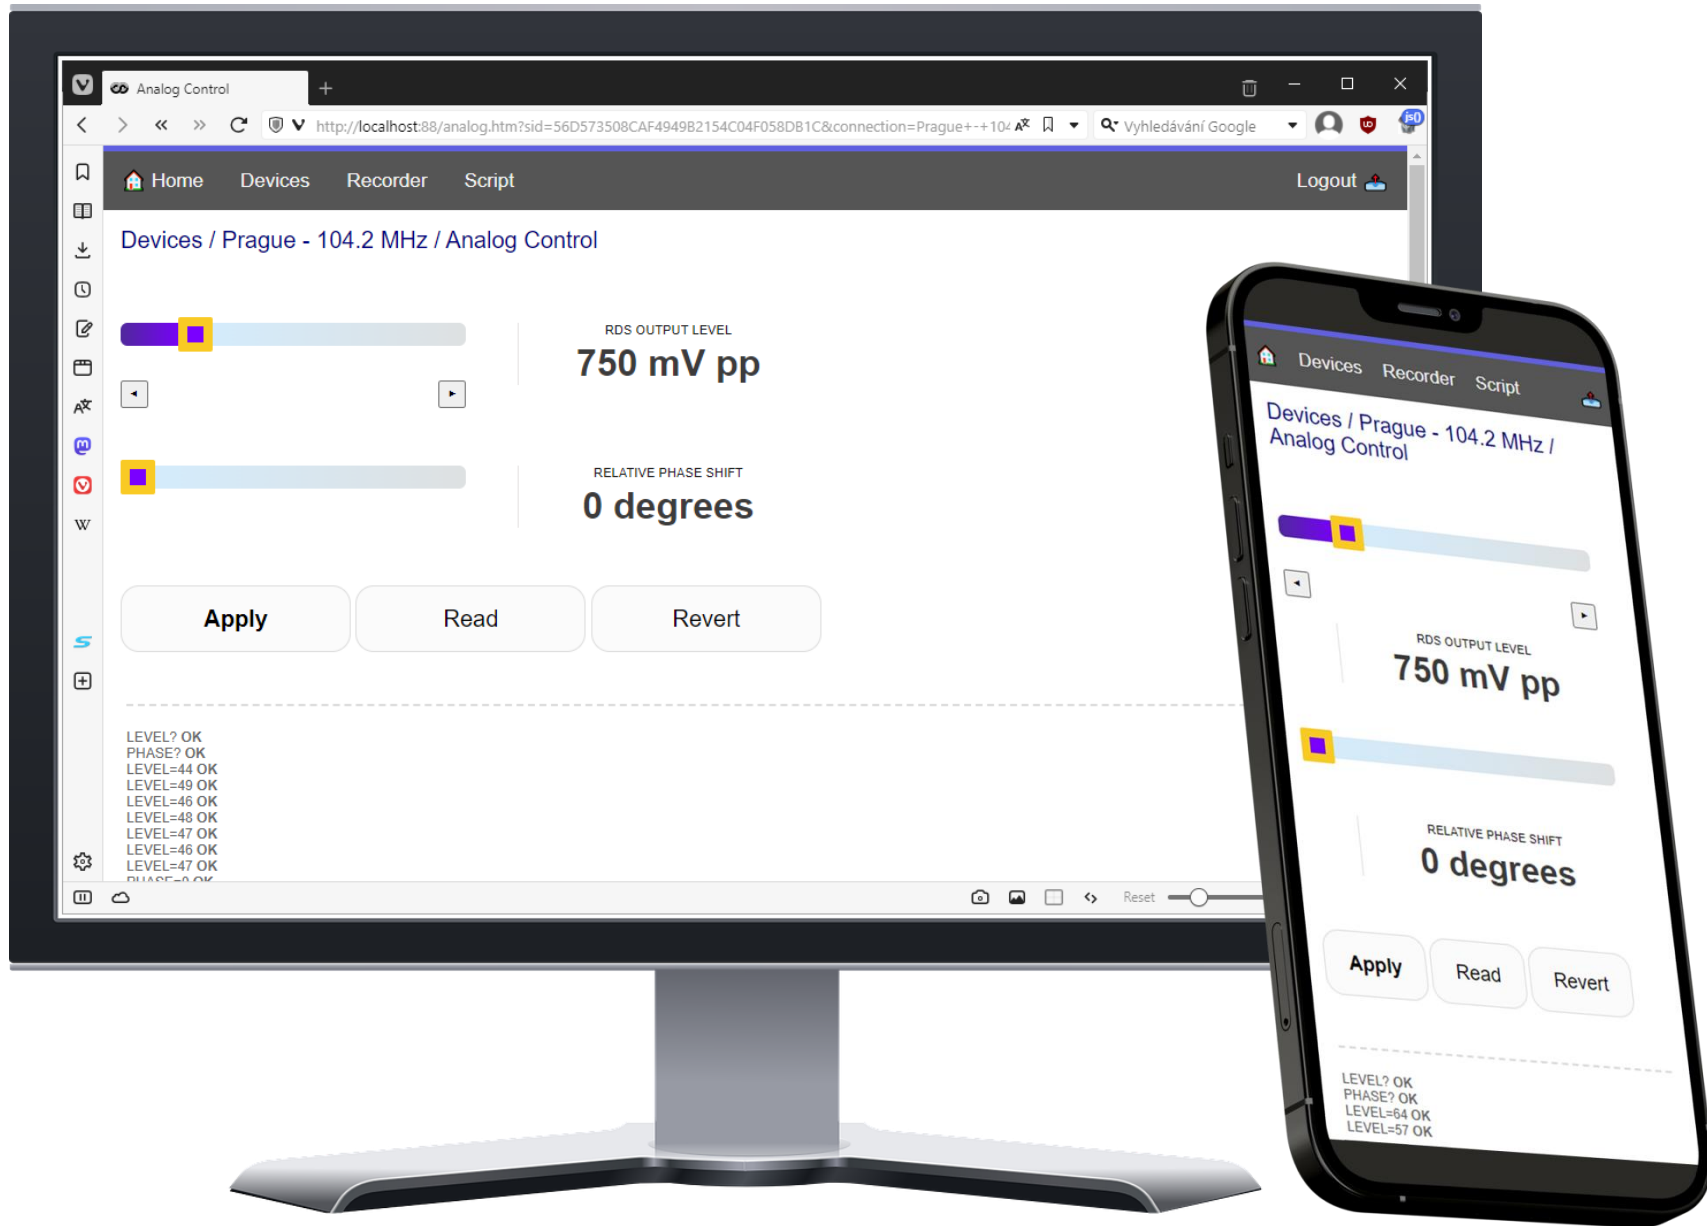 Analog Control
http://localhost:88/analog.htm?sid=56D573508CAF4949B2154C04F058DB1C&connection=Prague+-+104
Vyhledávání Google
js()
Home Devices Recorder Script Logout
Devices / Prague - 104.2 MHz / Analog Control
RDS OUTPUT LEVEL
750 mV pp
RELATIVE PHASE SHIFT
0 degrees
Apply Read Revert
LEVEL? OK
PHASE? OK
LEVEL=44 OK
LEVEL=49 OK
LEVEL=46 OK
LEVEL=48 OK
LEVEL=47 OK
LEVEL=46 OK
LEVEL=47 OK
PHASE=0 OK
Reset
Devices Recorder Script
Devices / Prague - 104.2 MHz /
Analog Control
RDS OUTPUT LEVEL
750 mV pp
RELATIVE PHASE SHIFT
0 degrees
Apply Read Revert
LEVEL? OK
PHASE? OK
LEVEL=64 OK
LEVEL=57 OK